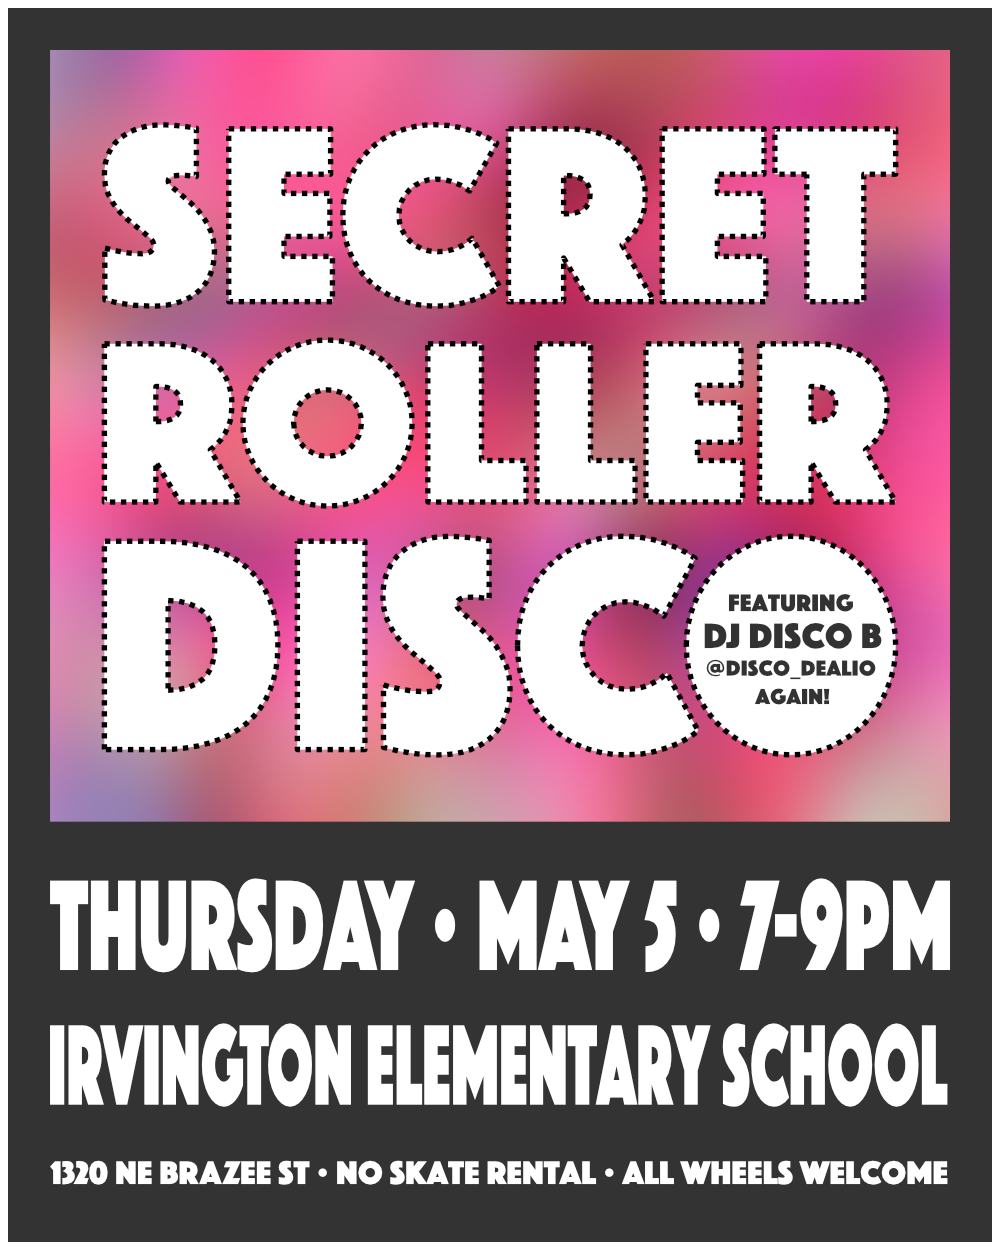 SECRET
ROLLER
DISCO
FEATURING
DJ DISCO B
@DISCO_DEALIO
AGAIN!
THURSDAY • MAY 5 • 7-9PM
IRVINGTON ELEMENTARY SCHOOL
1320 NE BRAZEE ST • NO SKATE RENTAL • ALL WHEELS WELCOME